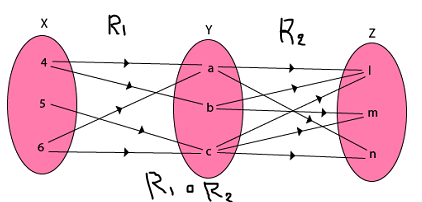 X R₁ Y R₂ Z
4 a l
b
5 m
6 c n
R₁ ∘ R₂